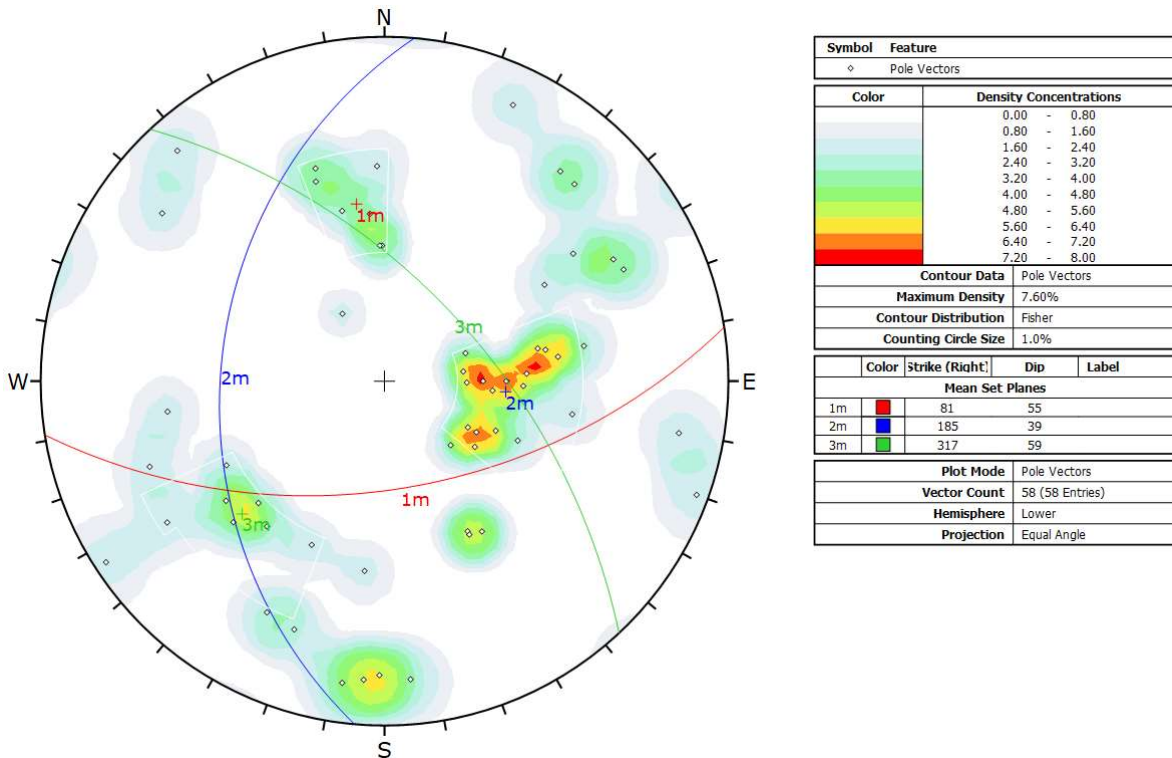 N
W
E
S
1m
2m
3m
2m
1m
3m
Symbol Feature
Pole Vectors
Color Density Concentrations
0.00 - 0.80
0.80 - 1.60
1.60 - 2.40
2.40 - 3.20
3.20 - 4.00
4.00 - 4.80
4.80 - 5.60
5.60 - 6.40
6.40 - 7.20
7.20 - 8.00
Contour Data Pole Vectors
Maximum Density 7.60%
Contour Distribution Fisher
Counting Circle Size 1.0%
Color Strike (Right) Dip Label
Mean Set Planes
1m 81 55
2m 185 39
3m 317 59
Plot Mode Pole Vectors
Vector Count 58 (58 Entries)
Hemisphere Lower
Projection Equal Angle